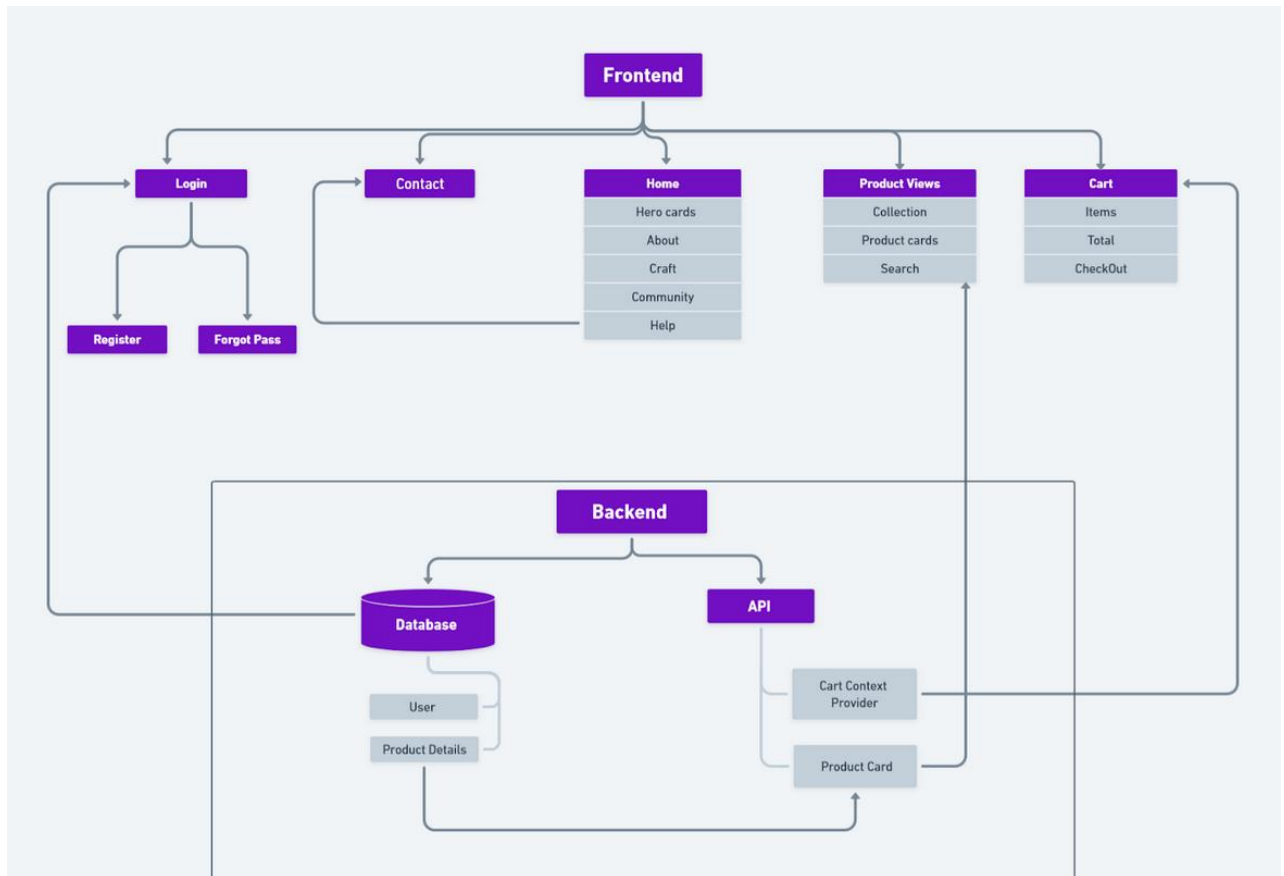 Frontend
Login
Contact
Home
Product Views
Cart
Hero cards
Collection
Items
About
Product cards
Total
Craft
Search
CheckOut
Community
Help
Register
Forgot Pass
Backend
Database
API
User
Product Details
Cart Context
Provider
Product Card